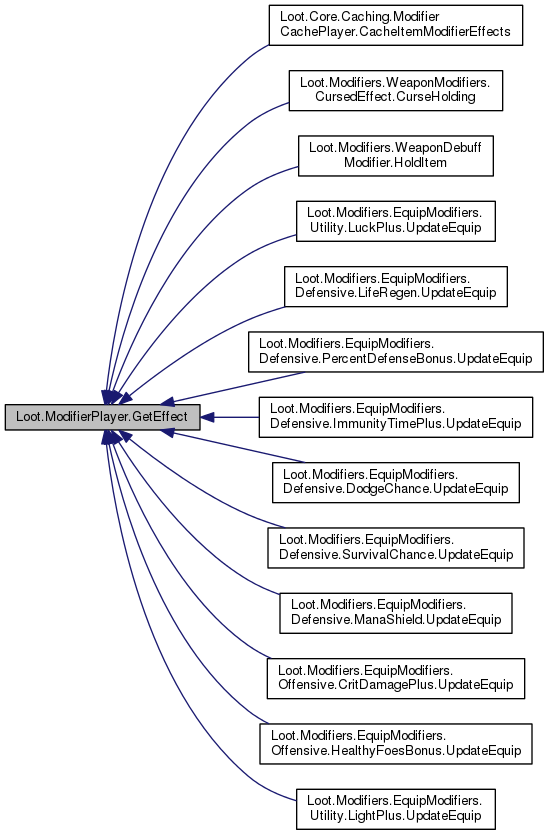 Loot.Core.Caching.Modifier
CachePlayer.CacheItemModifierEffects
Loot.Modifiers.WeaponModifiers.
CursedEffect.CurseHolding
Loot.Modifiers.WeaponDebuff
Modifier.HoldItem
Loot.Modifiers.EquipModifiers.
Utility.LuckPlus.UpdateEquip
Loot.Modifiers.EquipModifiers.
Defensive.LifeRegen.UpdateEquip
Loot.Modifiers.EquipModifiers.
Defensive.PercentDefenseBonus.UpdateEquip
Loot.ModifierPlayer.GetEffect
Loot.Modifiers.EquipModifiers.
Defensive.ImmunityTimePlus.UpdateEquip
Loot.Modifiers.EquipModifiers.
Defensive.DodgeChance.UpdateEquip
Loot.Modifiers.EquipModifiers.
Defensive.SurvivalChance.UpdateEquip
Loot.Modifiers.EquipModifiers.
Defensive.ManaShield.UpdateEquip
Loot.Modifiers.EquipModifiers.
Offensive.CritDamagePlus.UpdateEquip
Loot.Modifiers.EquipModifiers.
Offensive.HealthyFoesBonus.UpdateEquip
Loot.Modifiers.EquipModifiers.
Utility.LightPlus.UpdateEquip